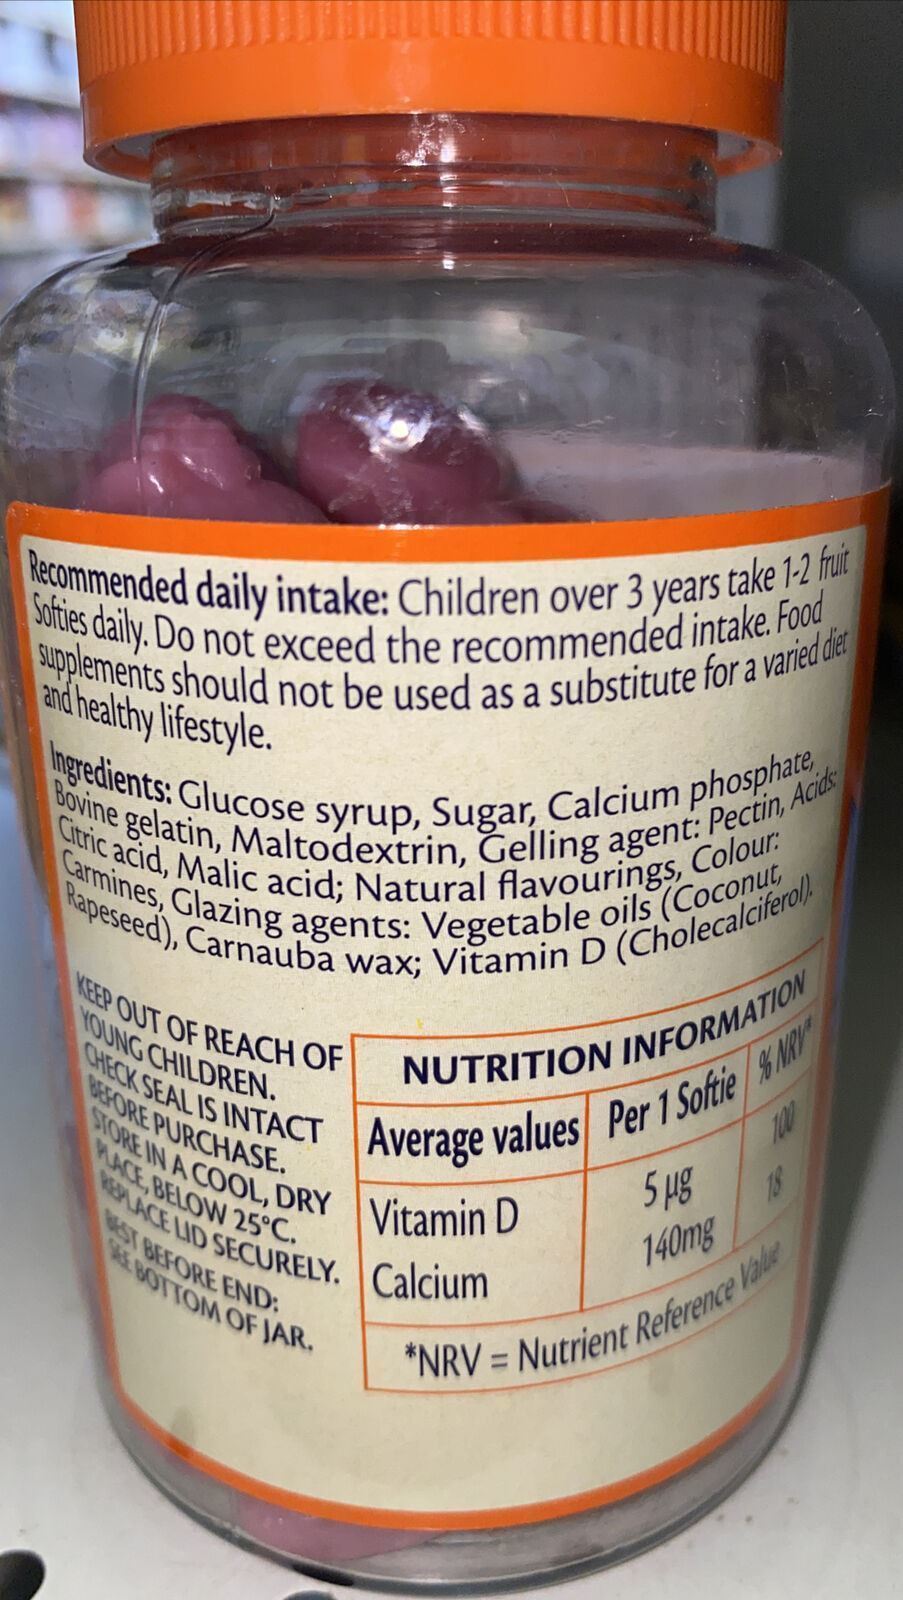 Recommended daily intake: Children over 3 years take 1-2 fruit
Softies daily. Do not exceed the recommended intake. Food
supplements should not be used as a substitute for a varied diet
and healthy lifestyle.
Ingredients: Glucose syrup, Sugar, Calcium phosphate,
Bovine gelatin, Maltodextrin, Gelling agent: Pectin, Acids:
Citric acid, Malic acid; Natural flavourings, Colour:
Carmines, Glazing agents: Vegetable oils (Coconut,
Rapeseed), Carnauba wax; Vitamin D (Cholecalciferol).
KEEP OUT OF REACH OF
YOUNG CHILDREN.
CHECK SEAL IS INTACT
BEFORE PURCHASE.
STORE IN A COOL, DRY
PLACE, BELOW 25°C.
REPLACE LID SECURELY.
BEST BEFORE END:
SEE BOTTOM OF JAR.
NUTRITION INFORMATION
Average values Per 1 Softie % NRV*
Vitamin D 5 µg 100
Calcium 140mg 18
*NRV = Nutrient Reference Value